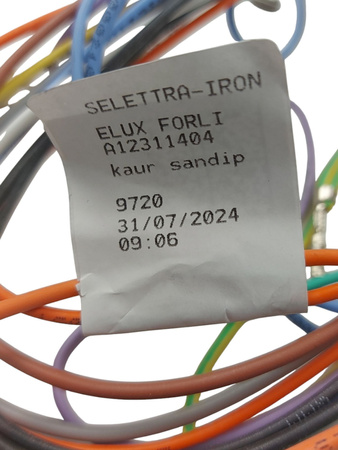 SELETTRA-IRON
ELUX FORLI
A12311404
kaur sandip
9720
31/07/2024
09:06